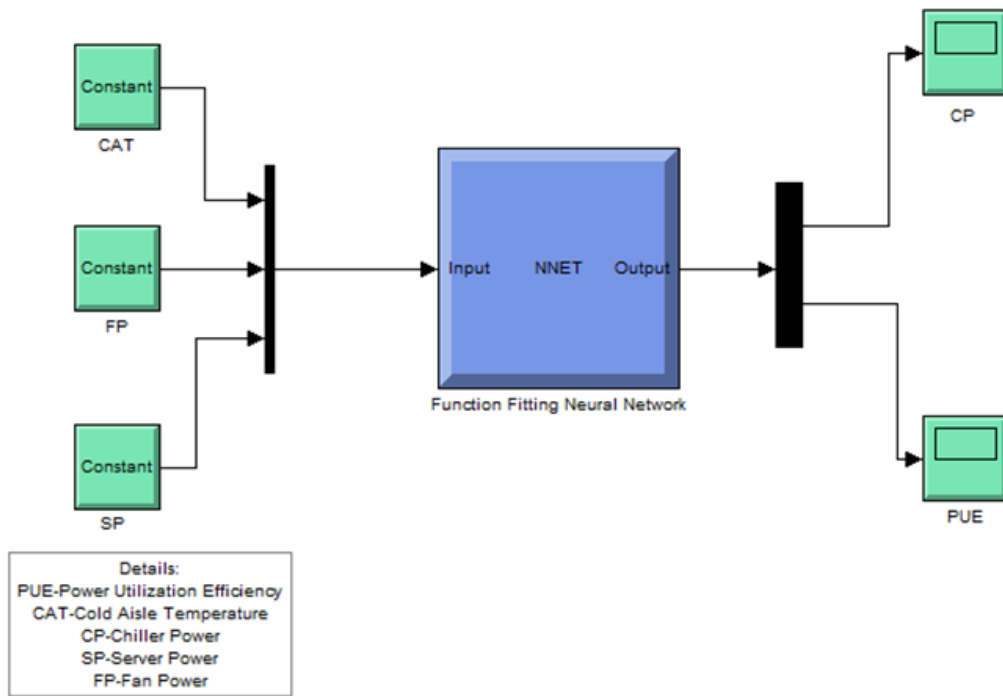 Constant
CAT
Constant
FP
Constant
SP
Input NNET Output
Function Fitting Neural Network
CP
PUE
Details:
PUE-Power Utilization Efficiency
CAT-Cold Aisle Temperature
CP-Chiller Power
SP-Server Power
FP-Fan Power